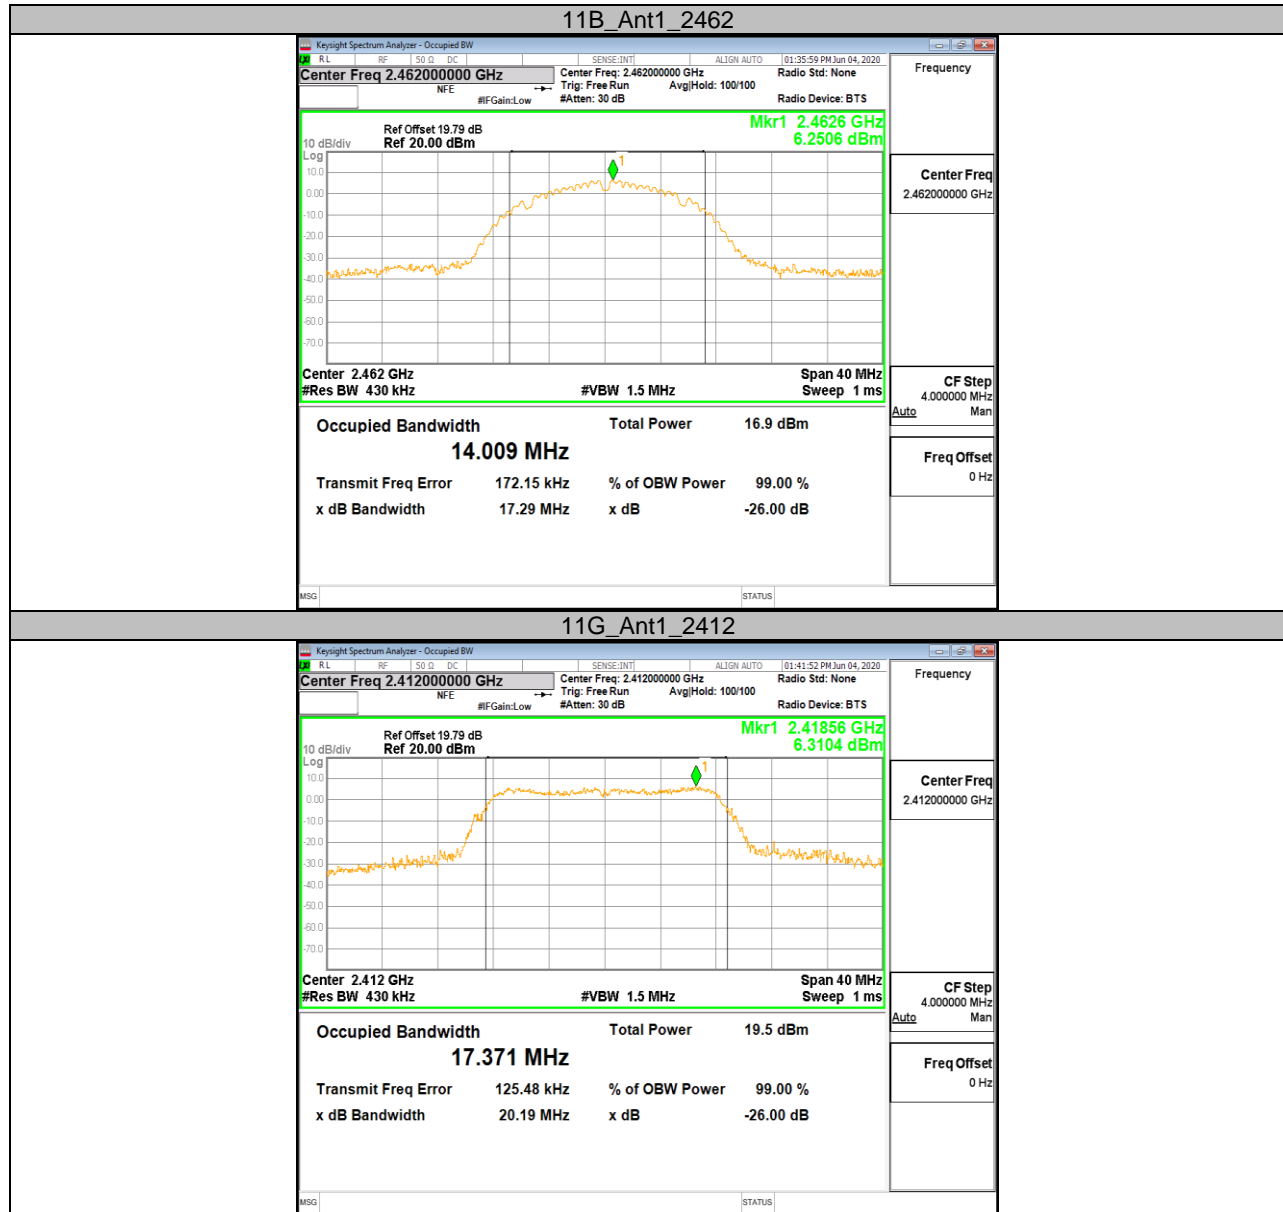 11B_Ant1_2462
Keysight Spectrum Analyzer - Occupied BW
RL RF 50 Ω DC SENSE:INT ALIGN AUTO 01:35:59 PM Jun 04, 2020
Center Freq 2.462000000 GHz
NFE
#IFGain:Low
Center Freq: 2.462000000 GHz
Trig: Free Run Avg|Hold: 100/100
#Atten: 30 dB
Radio Std: None
Radio Device: BTS
Frequency
Mkr1 2.4626 GHz
6.2506 dBm
Ref Offset 19.79 dB
10 dB/div Ref 20.00 dBm
Log
10.0
0.00
-10.0
-20.0
-30.0
-40.0
-50.0
-60.0
-70.0
1
Center Freq
2.462000000 GHz
Center 2.462 GHz Span 40 MHz
#Res BW 430 kHz #VBW 1.5 MHz Sweep 1 ms
CF Step
4.000000 MHz
Auto Man
Occupied Bandwidth Total Power 16.9 dBm
14.009 MHz
Transmit Freq Error 172.15 kHz % of OBW Power 99.00 %
x dB Bandwidth 17.29 MHz x dB -26.00 dB
Freq Offset
0 Hz
MSG STATUS
11G_Ant1_2412
Keysight Spectrum Analyzer - Occupied BW
RL RF 50 Ω DC SENSE:INT ALIGN AUTO 01:41:52 PM Jun 04, 2020
Center Freq 2.412000000 GHz
NFE
#IFGain:Low
Center Freq: 2.412000000 GHz
Trig: Free Run Avg|Hold: 100/100
#Atten: 30 dB
Radio Std: None
Radio Device: BTS
Frequency
Mkr1 2.41856 GHz
6.3104 dBm
Ref Offset 19.79 dB
10 dB/div Ref 20.00 dBm
Log
10.0
0.00
-10.0
-20.0
-30.0
-40.0
-50.0
-60.0
-70.0
1
Center Freq
2.412000000 GHz
Center 2.412 GHz Span 40 MHz
#Res BW 430 kHz #VBW 1.5 MHz Sweep 1 ms
CF Step
4.000000 MHz
Auto Man
Occupied Bandwidth Total Power 19.5 dBm
17.371 MHz
Transmit Freq Error 125.48 kHz % of OBW Power 99.00 %
x dB Bandwidth 20.19 MHz x dB -26.00 dB
Freq Offset
0 Hz
MSG STATUS